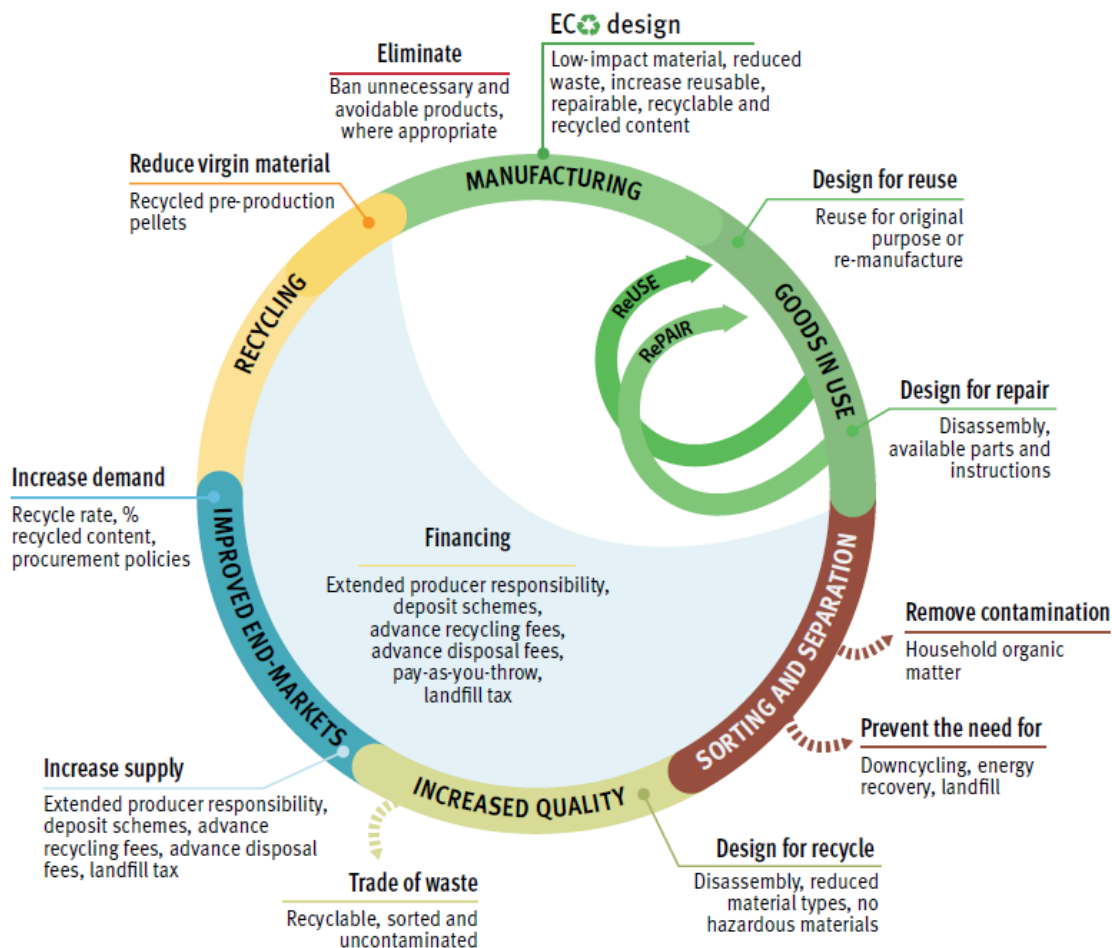 EC♻ design
Low-impact material, reduced
waste, increase reusable,
repairable, recyclable and
recycled content
Eliminate
Ban unnecessary and
avoidable products,
where appropriate
Reduce virgin material
Recycled pre-production
pellets
MANUFACTURING
Design for reuse
Reuse for original
purpose or
re-manufacture
RECYCLING
ReUSE
RePAIR
GOODS IN USE
Design for repair
Disassembly,
available parts and
instructions
Increase demand
Recycle rate, %
recycled content,
procurement policies
IMPROVED END-MARKETS
Financing
Extended producer responsibility,
deposit schemes,
advance recycling fees,
advance disposal fees,
pay-as-you-throw,
landfill tax
SORTING AND SEPARATION
Remove contamination
Household organic
matter
Prevent the need for
Downcycling, energy
recovery, landfill
Increase supply
Extended producer responsibility,
deposit schemes, advance
recycling fees, advance disposal
fees, landfill tax
INCREASED QUALITY
Trade of waste
Recyclable, sorted and
uncontaminated
Design for recycle
Disassembly, reduced
material types, no
hazardous materials